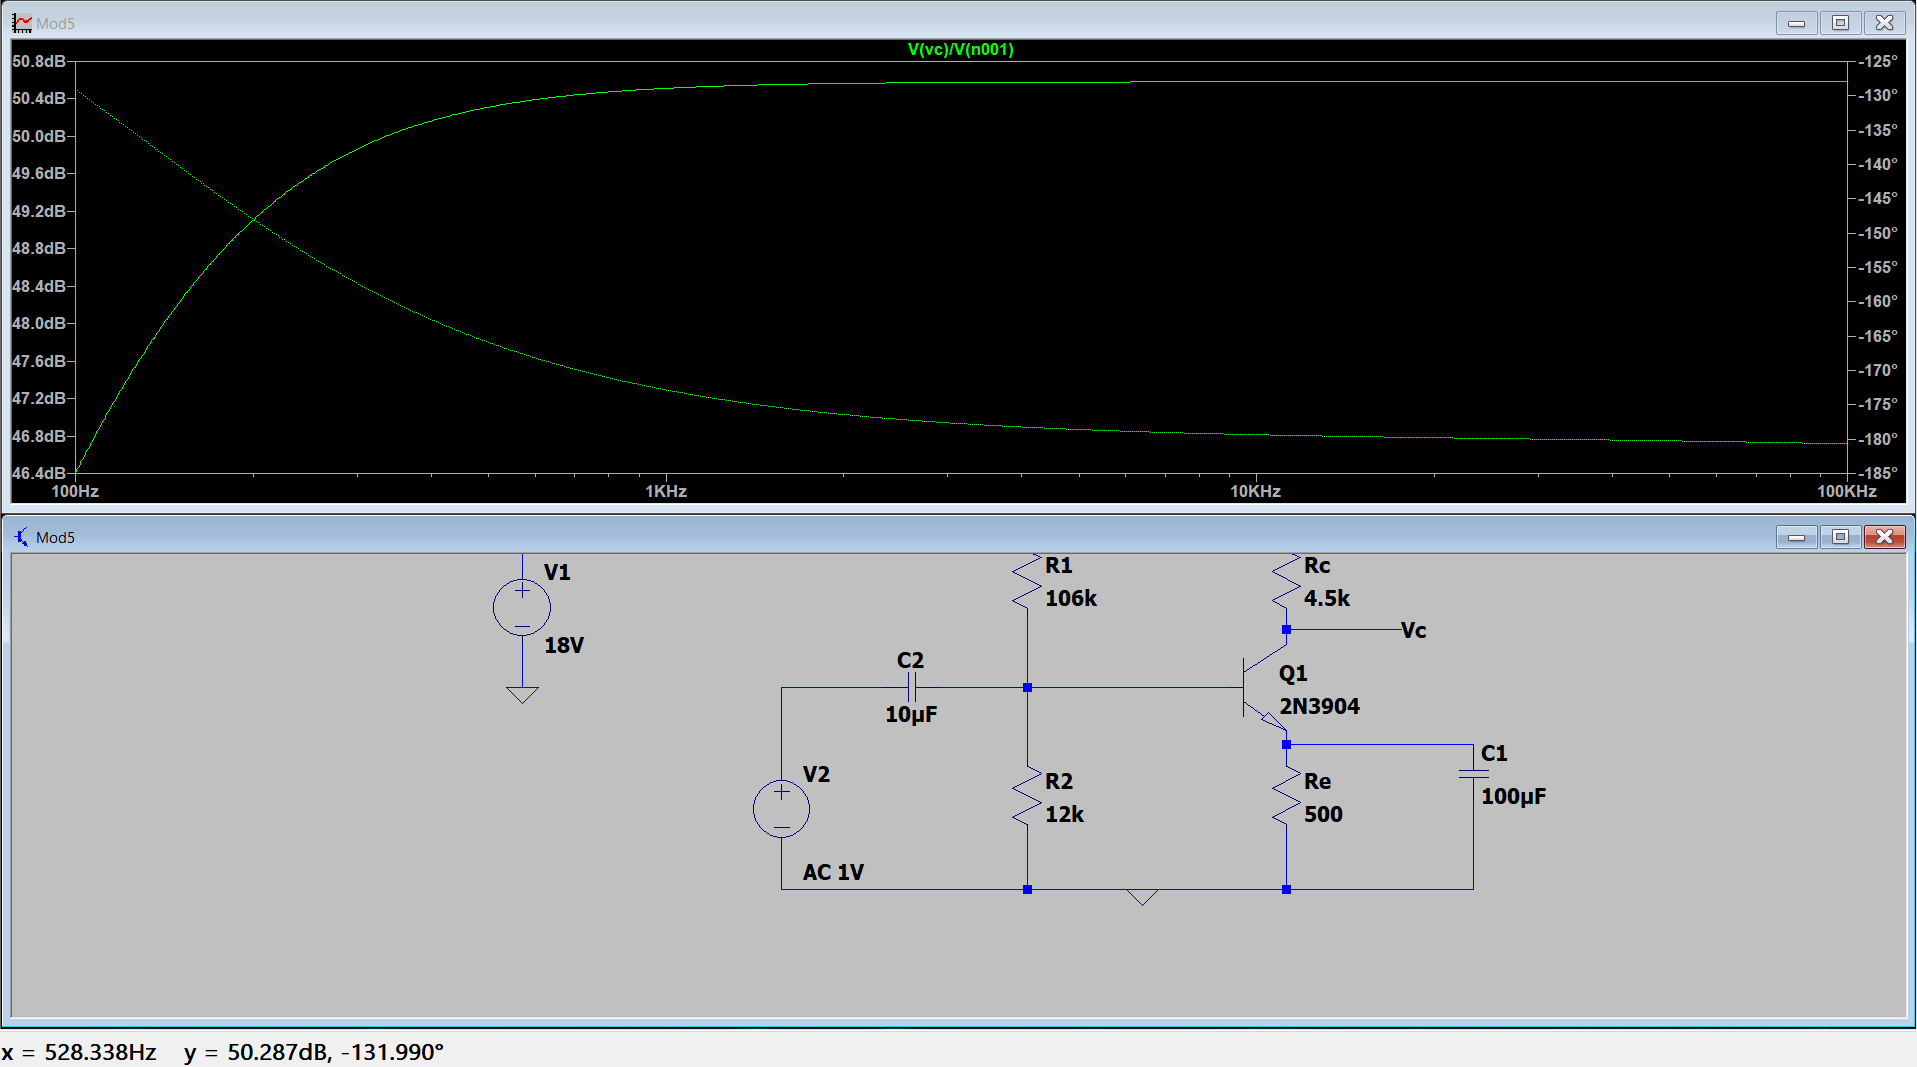 Mod5
V(vc)/V(n001)
50.8dB
50.4dB
50.0dB
49.6dB
49.2dB
48.8dB
48.4dB
48.0dB
47.6dB
47.2dB
46.8dB
46.4dB
-125°
-130°
-135°
-140°
-145°
-150°
-155°
-160°
-165°
-170°
-175°
-180°
-185°
100Hz 1KHz 10KHz 100KHz
Mod5
V1
18V
R1
106k
Rc
4.5k
Vc
C2
10µF
Q1
2N3904
V2
AC 1V
R2
12k
Re
500
C1
100µF
x = 528.338Hz y = 50.287dB, -131.990°